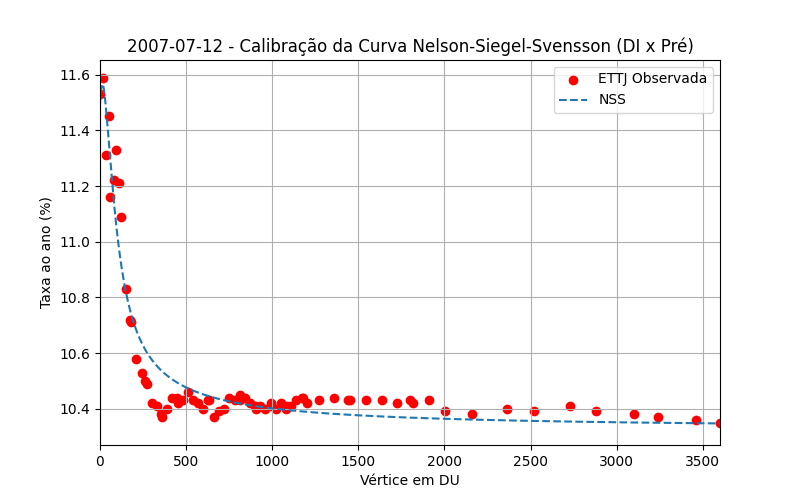 2007-07-12 - Calibração da Curva Nelson-Siegel-Svensson (DI x Pré)
ETTJ Observada
NSS
Taxa ao ano (%)
11.6
11.4
11.2
11.0
10.8
10.6
10.4
0 500 1000 1500 2000 2500 3000 3500
Vértice em DU